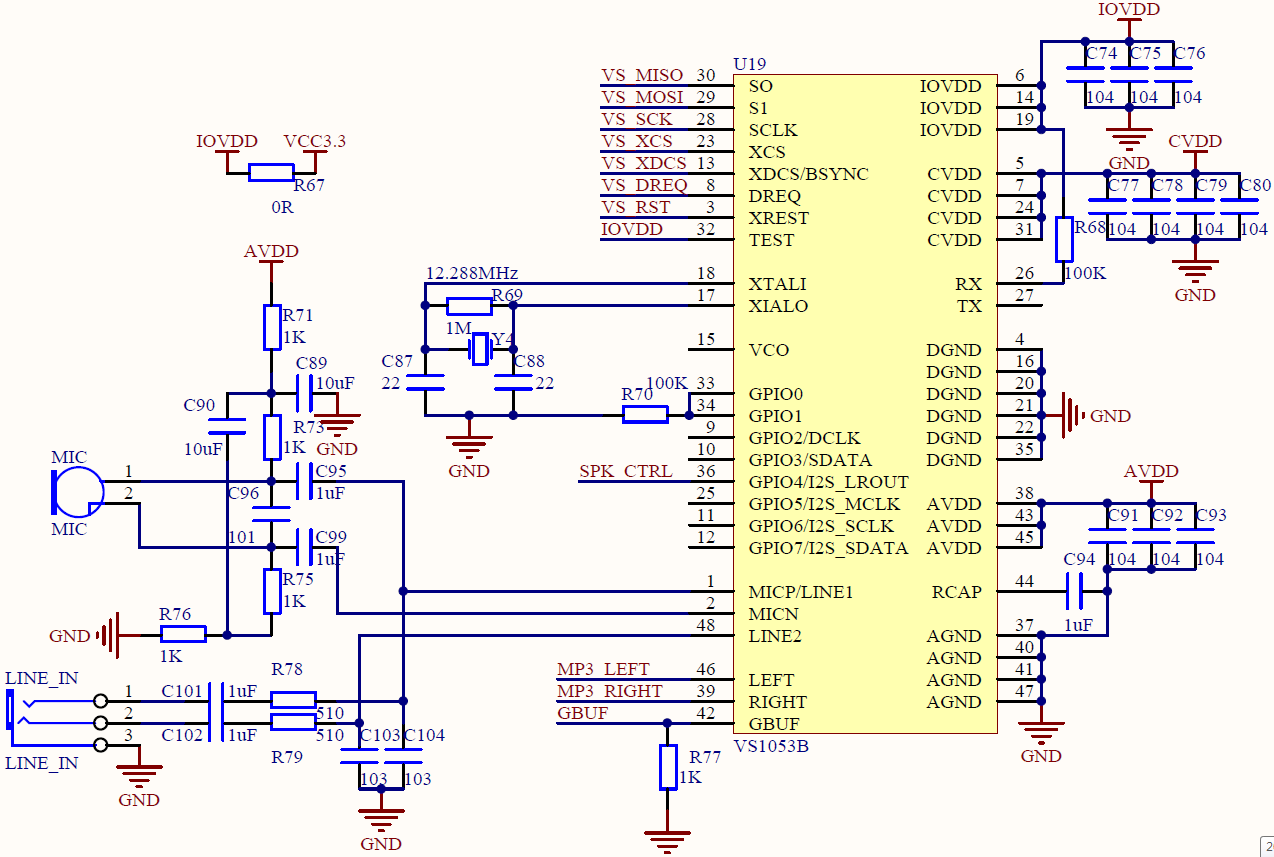 IOVDD
C74 C75 C76
104 104 104
GND
U19
VS_MISO 30 SO IOVDD 6
VS_MOSI 29 S1 IOVDD 14
VS_SCK 28 SCLK IOVDD 19
VS_XCS 23 XCS
VS_XDCS 13 XDCS/BSYNC CVDD 5
VS_DREQ 8 DREQ CVDD 7
VS_RST 3 XREST CVDD 24
IOVDD 32 TEST CVDD 31
CVDD
C77 C78 C79 C80
104 104 104 104
GND
R68
100K
IOVDD VCC3.3
R67
0R
12.288MHz 18 XTALI RX 26
17 XIALO TX 27
R69
1M Y4
C87 C88
22 22
GND
15 VCO DGND 4
DGND 16
R70 100K 33 GPIO0 DGND 20
34 GPIO1 DGND 21 GND
9 GPIO2/DCLK DGND 22
10 GPIO3/SDATA DGND 35
SPK_CTRL 36 GPIO4/I2S_LROUT
25 GPIO5/I2S_MCLK AVDD 38
11 GPIO6/I2S_SCLK AVDD 43
12 GPIO7/I2S_SDATA AVDD 45
AVDD
C91 C92 C93
104 104 104
1 MICP/LINE1 RCAP 44
C94
1uF
2 MICN
48 LINE2 AGND 37
AGND 40
MP3_LEFT 46 LEFT AGND 41
MP3_RIGHT 39 RIGHT AGND 47
GBUF 42 GBUF
GND
VS1053B
R77
1K
AVDD
R71
1K
C89
10uF
GND
C90
10uF
R73
1K
MIC
1
2
MIC
C95
1uF
C96
101
C99
1uF
R75
1K
GND R76
1K
LINE_IN
1 C101 1uF R78
510
2 C102 1uF R79
510
3
LINE_IN
GND
C103 C104
103 103
GND
2